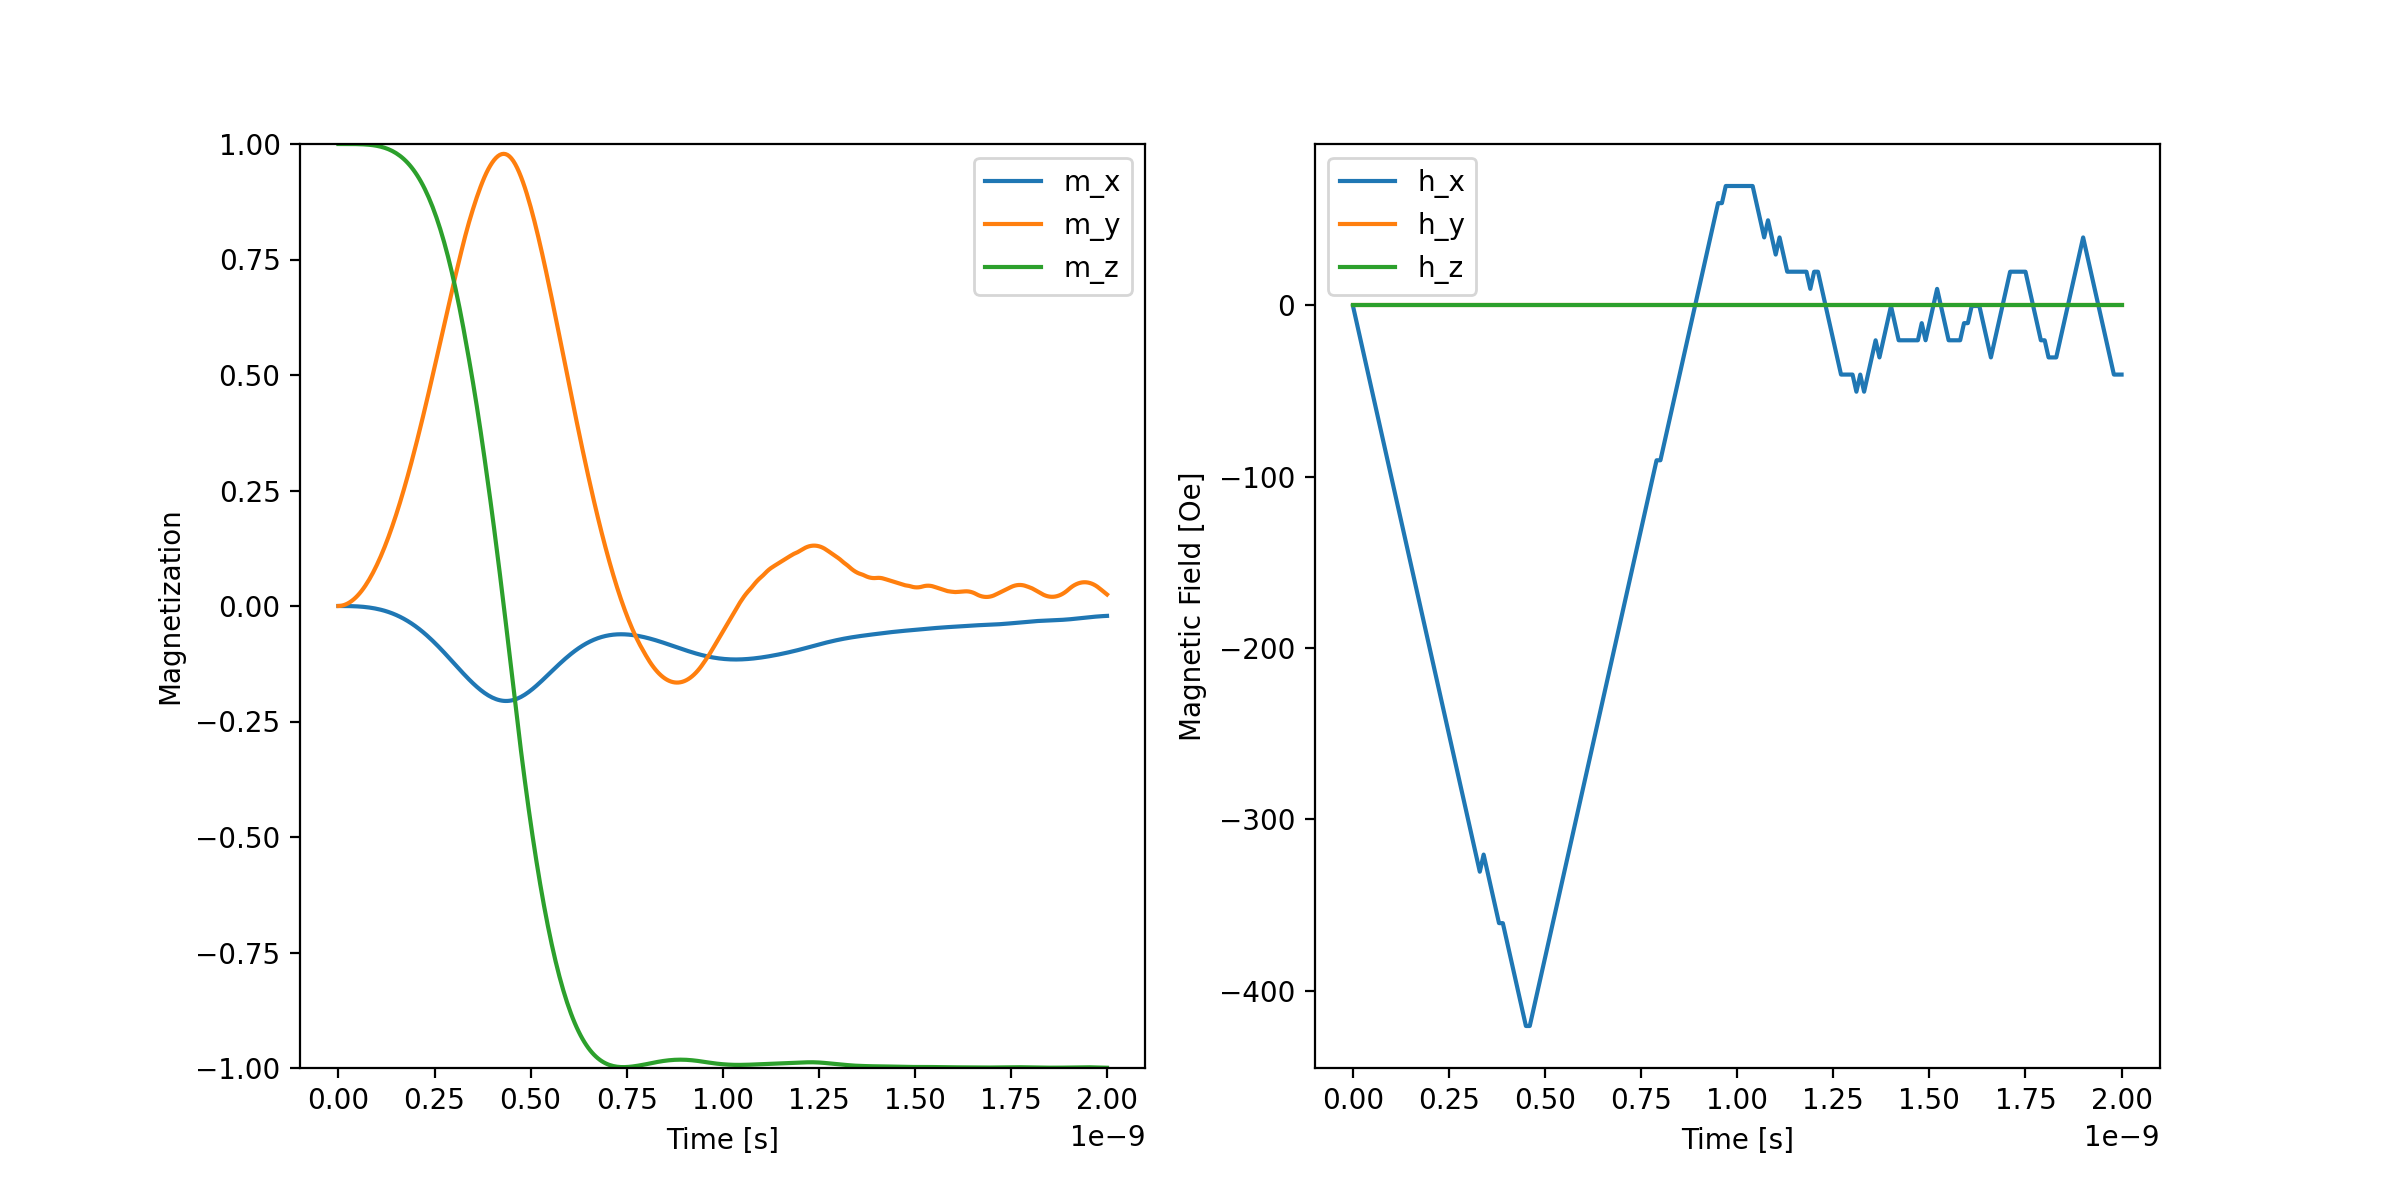 Magnetization
1.00
0.75
0.50
0.25
0.00
−0.25
−0.50
−0.75
−1.00
m_x
m_y
m_z
0.00 0.25 0.50 0.75 1.00 1.25 1.50 1.75 2.00
Time [s]
1e−9
Magnetic Field [Oe]
0
−100
−200
−300
−400
h_x
h_y
h_z
0.00 0.25 0.50 0.75 1.00 1.25 1.50 1.75 2.00
Time [s]
1e−9